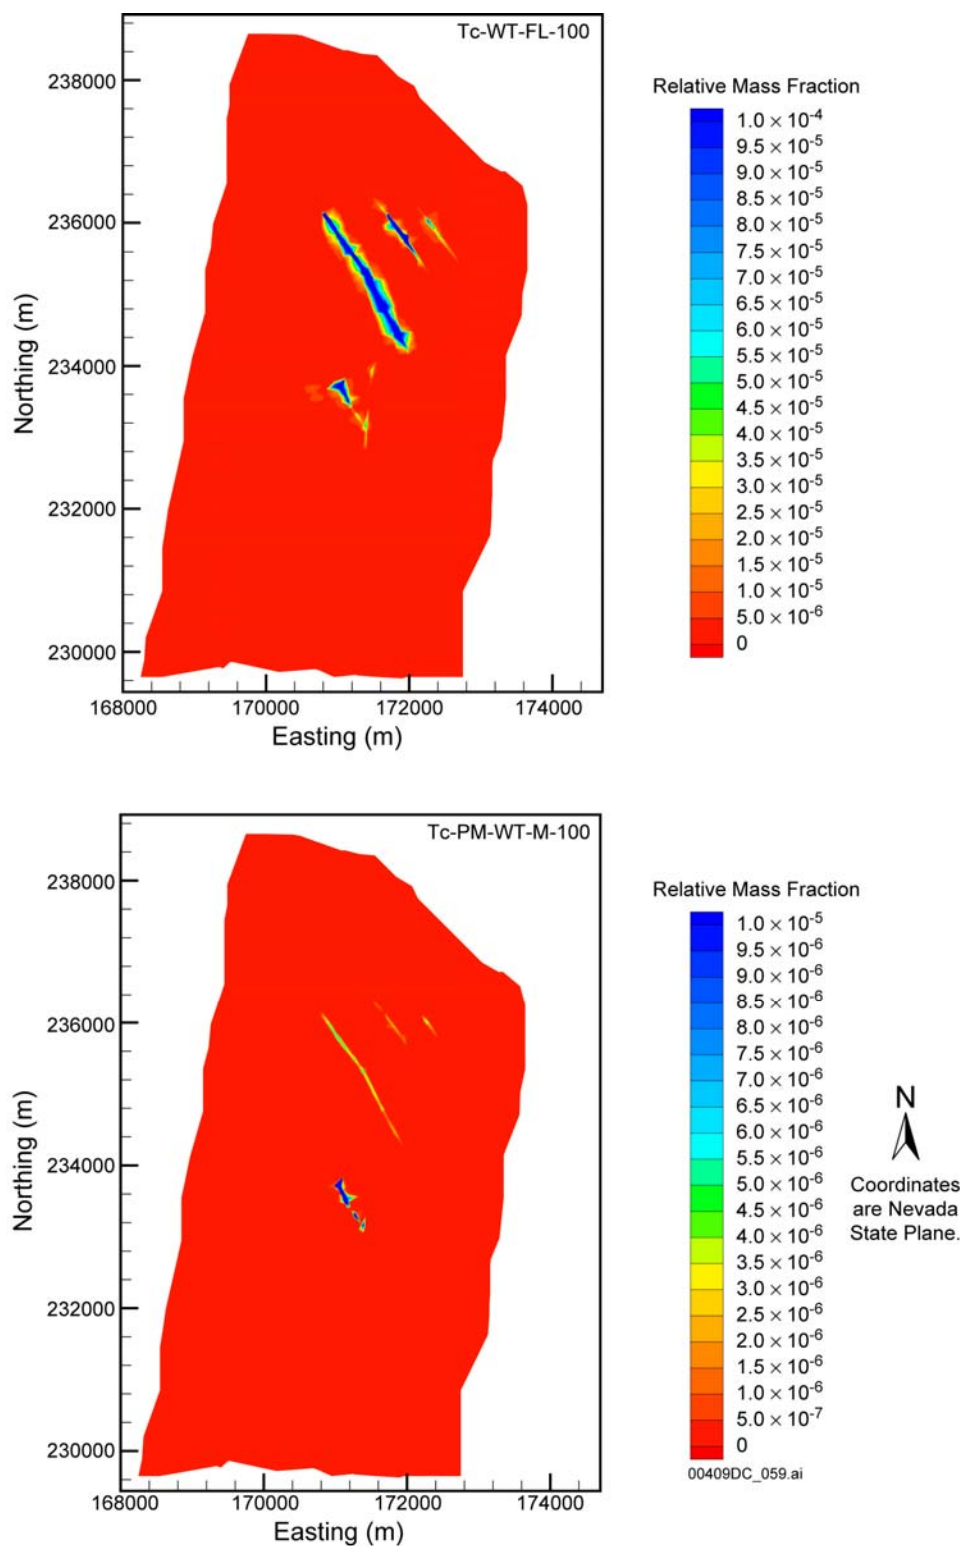 Tc-WT-FL-100
238000
236000
234000
232000
230000
Northing (m)
168000 170000 172000 174000
Easting (m)
Relative Mass Fraction
1.0 × 10⁻⁴
9.5 × 10⁻⁵
9.0 × 10⁻⁵
8.5 × 10⁻⁵
8.0 × 10⁻⁵
7.5 × 10⁻⁵
7.0 × 10⁻⁵
6.5 × 10⁻⁵
6.0 × 10⁻⁵
5.5 × 10⁻⁵
5.0 × 10⁻⁵
4.5 × 10⁻⁵
4.0 × 10⁻⁵
3.5 × 10⁻⁵
3.0 × 10⁻⁵
2.5 × 10⁻⁵
2.0 × 10⁻⁵
1.5 × 10⁻⁵
1.0 × 10⁻⁵
5.0 × 10⁻⁶
0
Tc-PM-WT-M-100
238000
236000
234000
232000
230000
Northing (m)
168000 170000 172000 174000
Easting (m)
Relative Mass Fraction
1.0 × 10⁻⁵
9.5 × 10⁻⁶
9.0 × 10⁻⁶
8.5 × 10⁻⁶
8.0 × 10⁻⁶
7.5 × 10⁻⁶
7.0 × 10⁻⁶
6.5 × 10⁻⁶
6.0 × 10⁻⁶
5.5 × 10⁻⁶
5.0 × 10⁻⁶
4.5 × 10⁻⁶
4.0 × 10⁻⁶
3.5 × 10⁻⁶
3.0 × 10⁻⁶
2.5 × 10⁻⁶
2.0 × 10⁻⁶
1.5 × 10⁻⁶
1.0 × 10⁻⁶
5.0 × 10⁻⁷
0
00409DC_059.ai
N
Coordinates
are Nevada
State Plane.